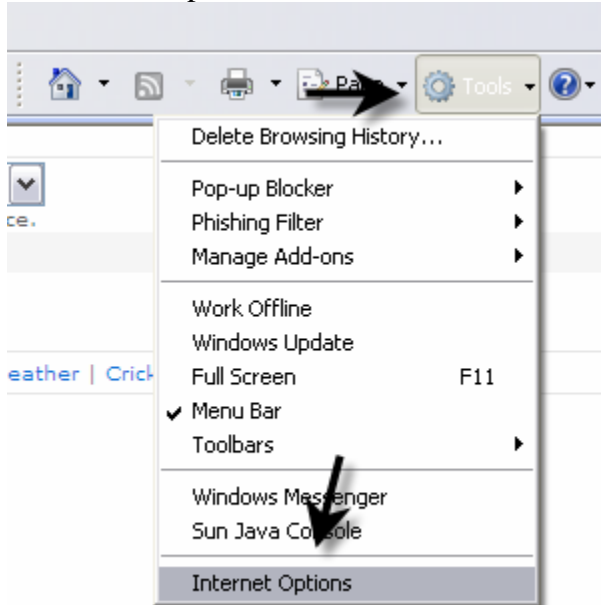 Tools
Delete Browsing History...
Pop-up Blocker
Phishing Filter
Manage Add-ons
ce.
Work Offline
Windows Update
eather | Crick
Full Screen F11
Menu Bar
Toolbars
Windows Messenger
Sun Java Console
Internet Options